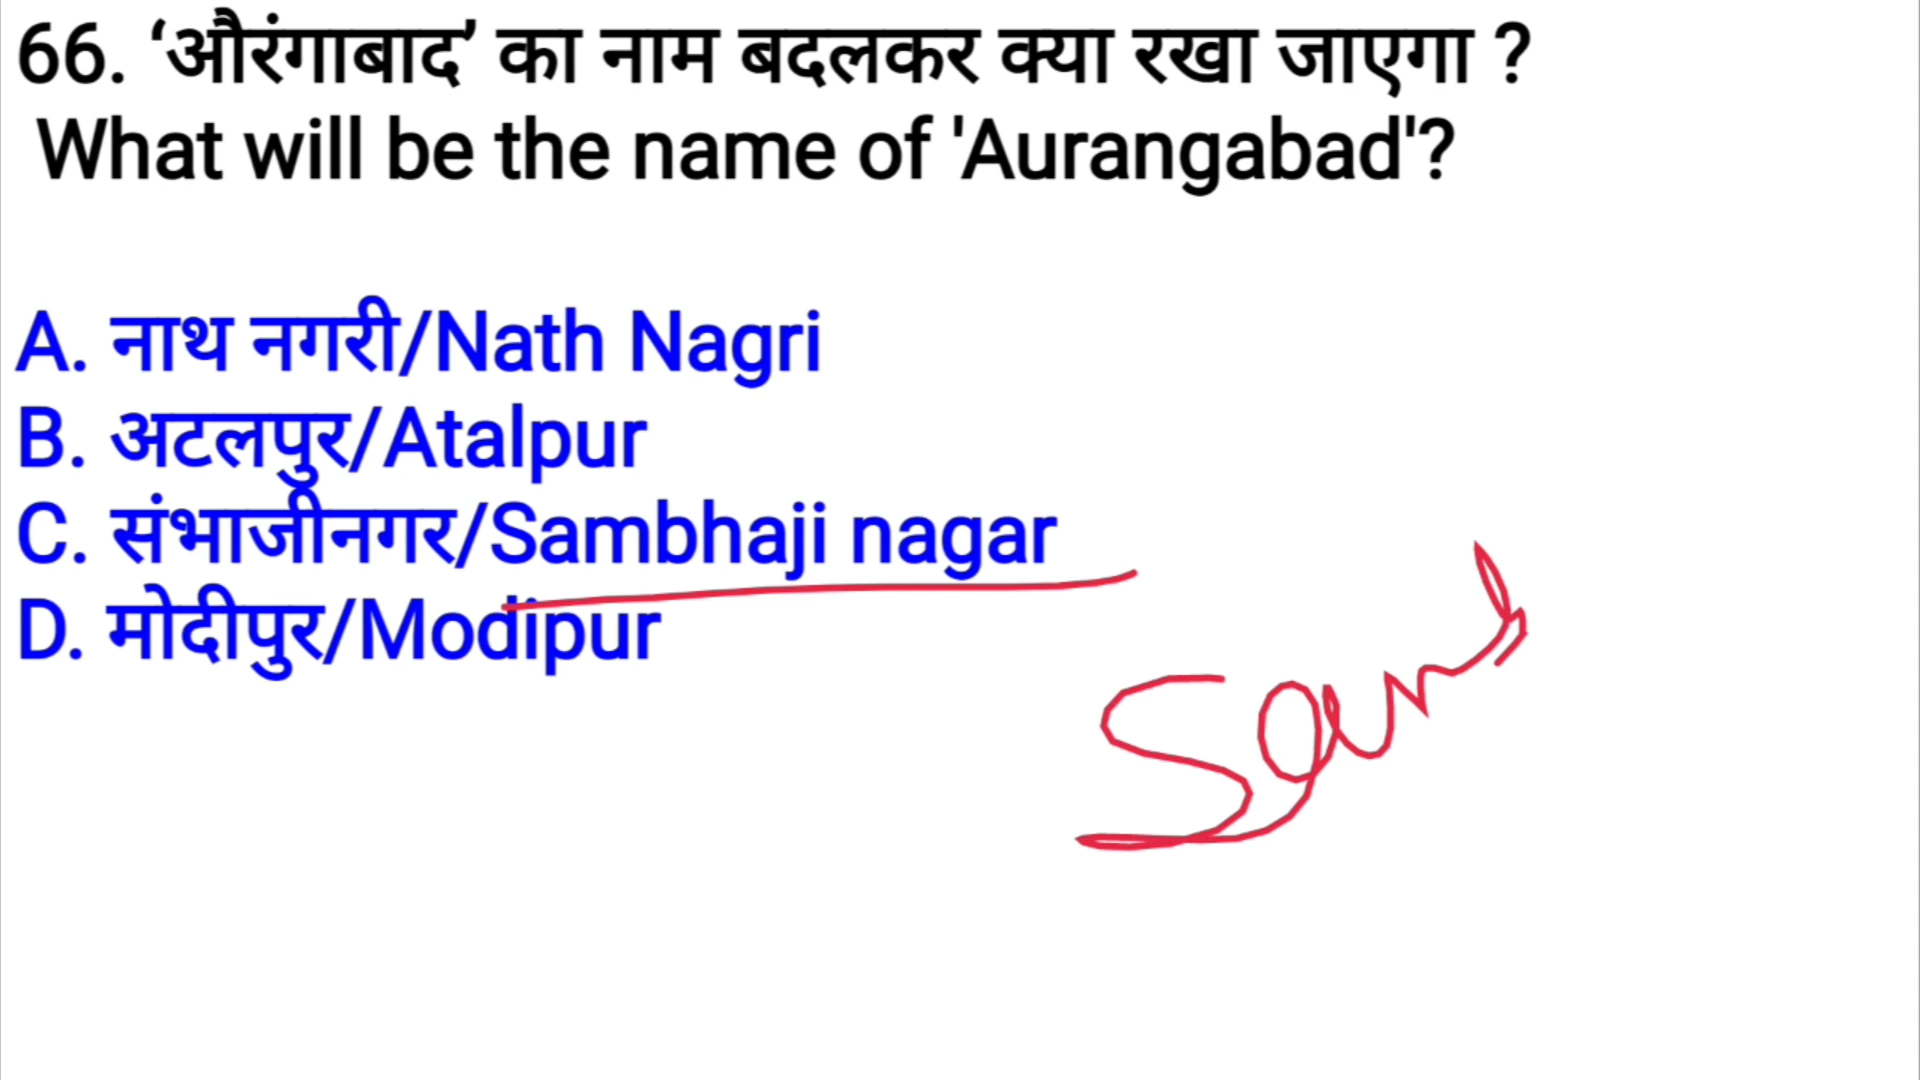 66. ‘औरंगाबाद’ का नाम बदलकर क्या रखा जाएगा ?
What will be the name of 'Aurangabad'?
A. नाथ नगरी/Nath Nagri
B. अटलपुर/Atalpur
C. संभाजीनगर/Sambhaji nagar
D. मोदीपुर/Modipur